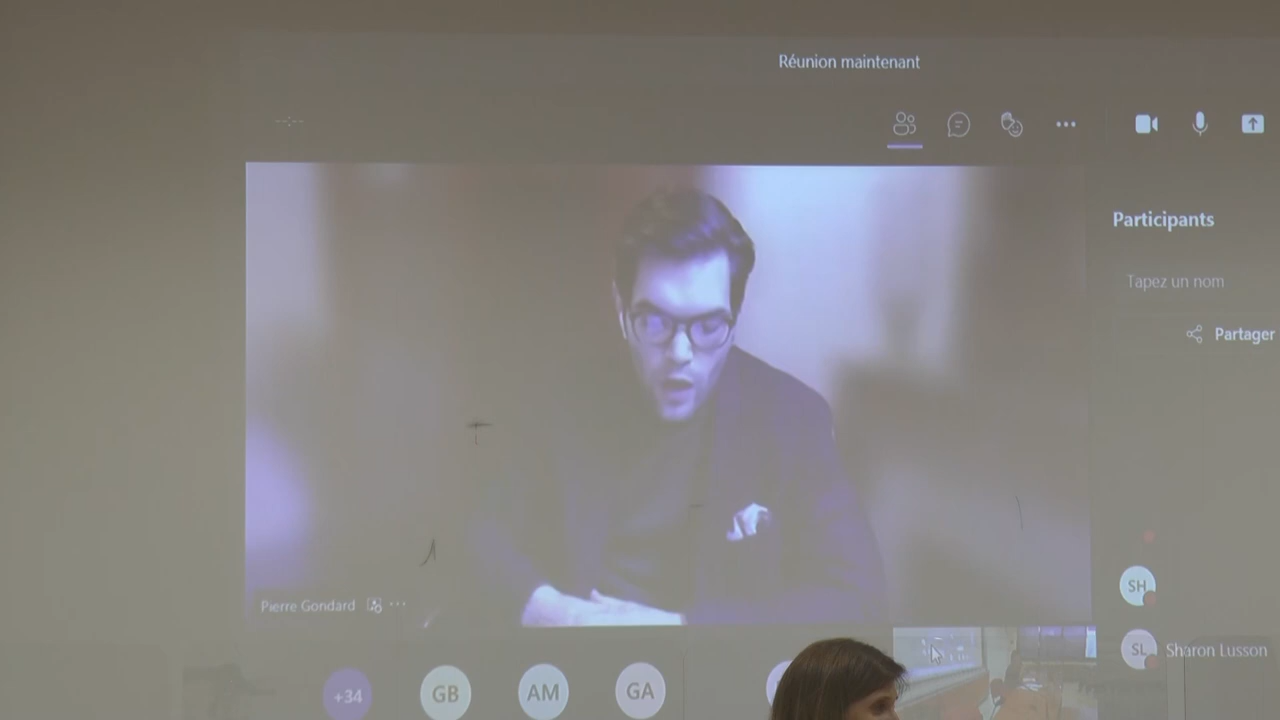 Réunion maintenant
Participants
Tapez un nom
Partager
Pierre Gondard
SH
SL Sharon Lusson
+34
GB
AM
GA